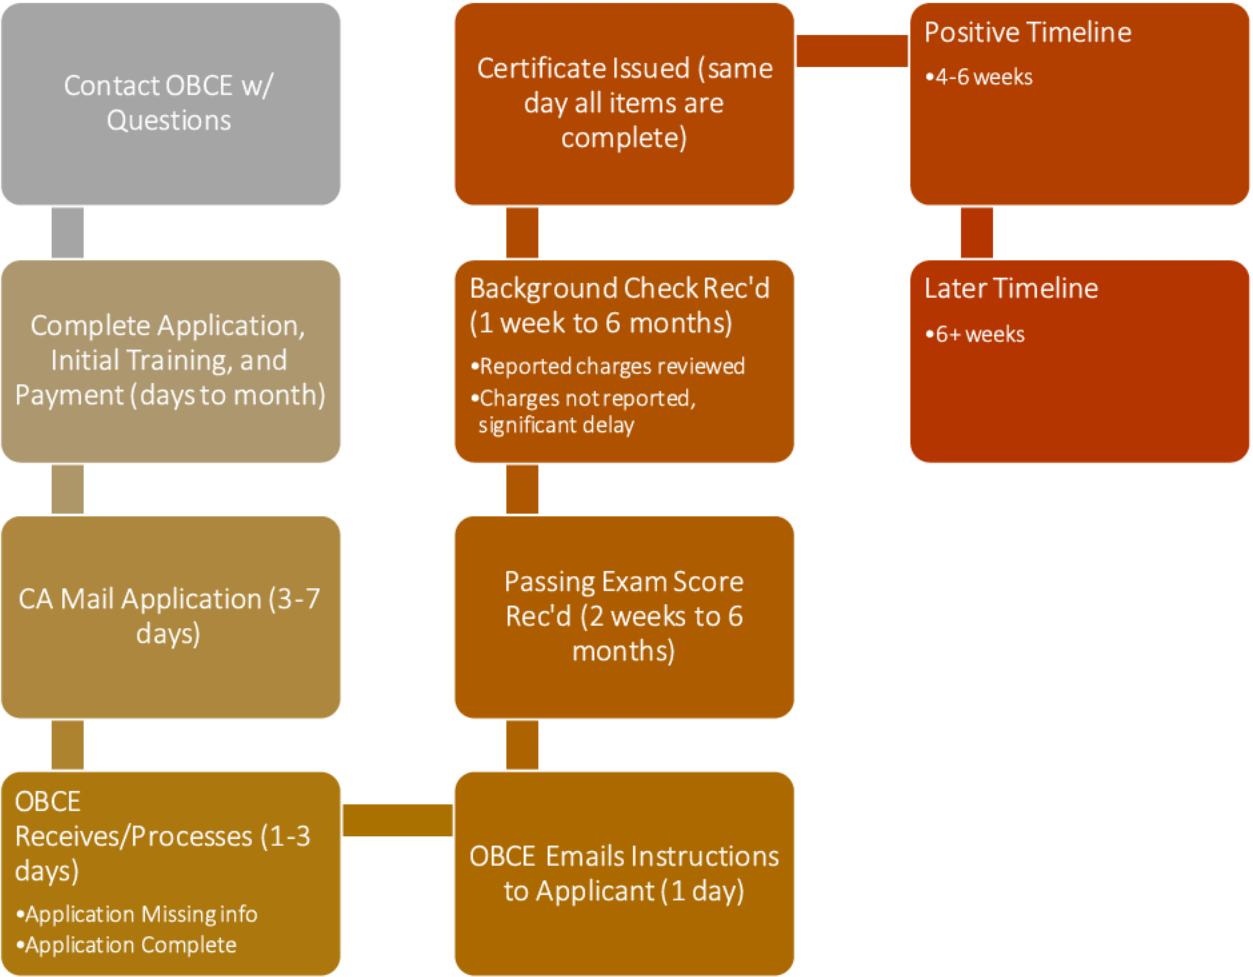 Contact OBCE w/
Questions
Complete Application,
Initial Training, and
Payment (days to month)
CA Mail Application (3-7
days)
OBCE
Receives/Processes (1-3
days)
•Application Missing info
•Application Complete
OBCE Emails Instructions
to Applicant (1 day)
Passing Exam Score
Rec'd (2 weeks to 6
months)
Background Check Rec'd
(1 week to 6 months)
•Reported charges reviewed
•Charges not reported,
significant delay
Certificate Issued (same
day all items are
complete)
Positive Timeline
•4-6 weeks
Later Timeline
•6+ weeks